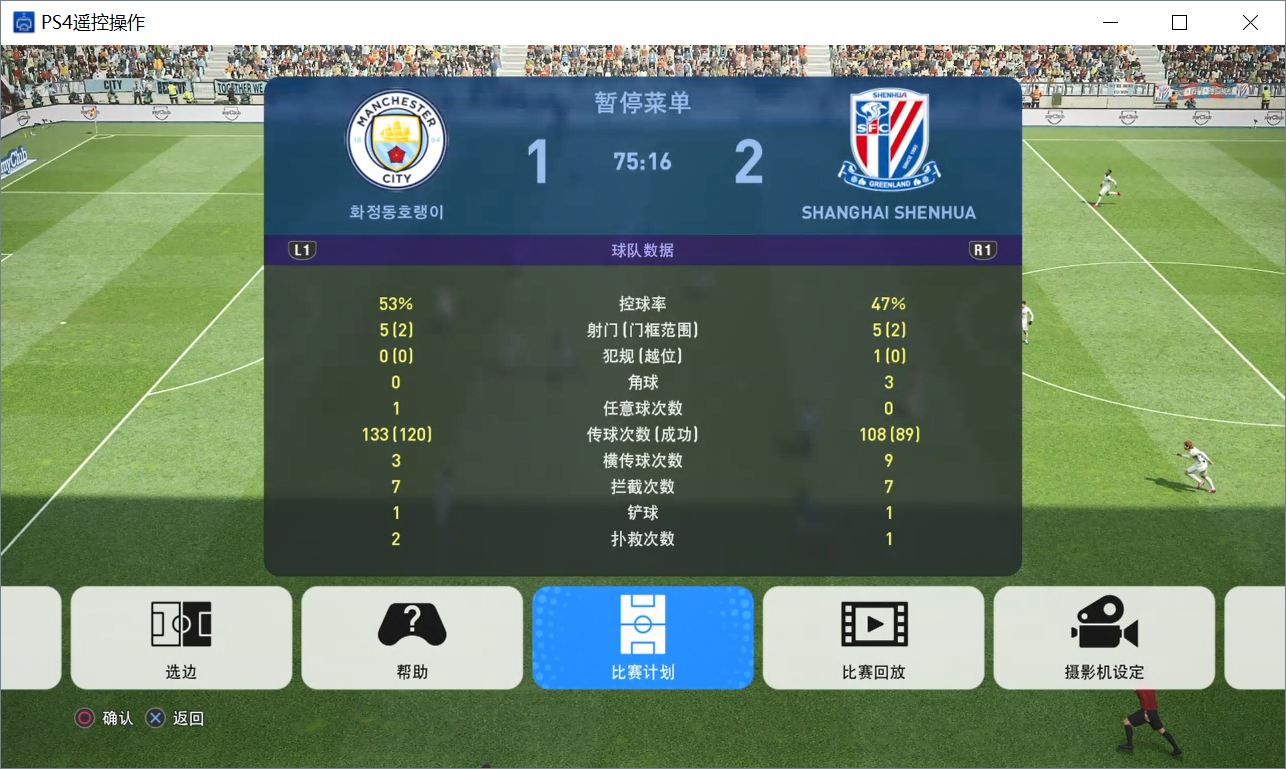 PS4遥控操作
CITY
TOGETHER WE
myClub
暂停菜单
MANCHESTER
CITY
1 75:16 2
SHENHUA
SFC
SINCE 1993
GREENLAND
화정동호랭이
SHANGHAI SHENHUA
L1 球队数据 R1
53% 控球率 47%
5(2) 射门(门框范围) 5(2)
0(0) 犯规(越位) 1(0)
0 角球 3
1 任意球次数 0
133(120) 传球次数(成功) 108(89)
3 横传球次数 9
7 拦截次数 7
1 铲球 1
2 扑救次数 1
选边
?
帮助
比赛计划
比赛回放
摄影机设定
确认 返回